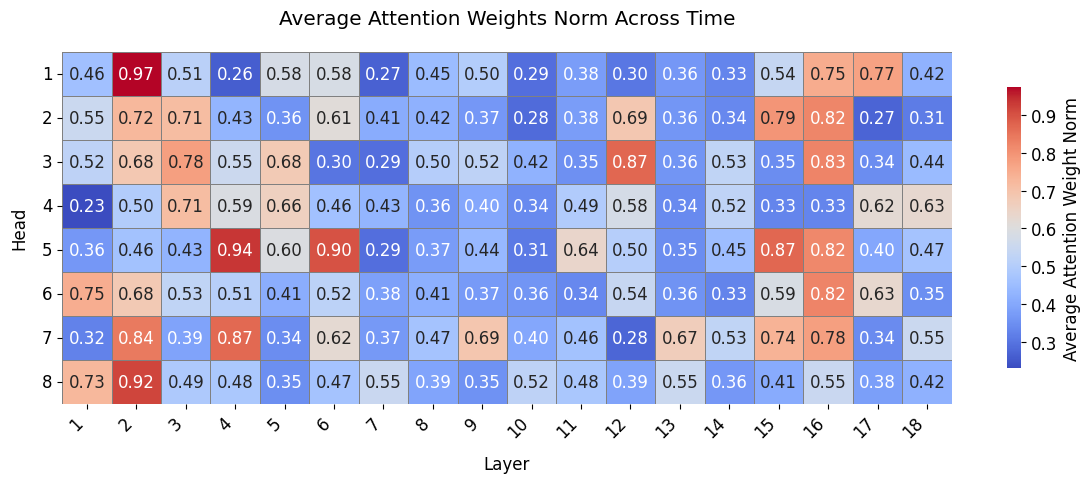 Average Attention Weights Norm Across Time
1 0.46 0.97 0.51 0.26 0.58 0.58 0.27 0.45 0.50 0.29 0.38 0.30 0.36 0.33 0.54 0.75 0.77 0.42
2 0.55 0.72 0.71 0.43 0.36 0.61 0.41 0.42 0.37 0.28 0.38 0.69 0.36 0.34 0.79 0.82 0.27 0.31
3 0.52 0.68 0.78 0.55 0.68 0.30 0.29 0.50 0.52 0.42 0.35 0.87 0.36 0.53 0.35 0.83 0.34 0.44
4 0.23 0.50 0.71 0.59 0.66 0.46 0.43 0.36 0.40 0.34 0.49 0.58 0.34 0.52 0.33 0.33 0.62 0.63
5 0.36 0.46 0.43 0.94 0.60 0.90 0.29 0.37 0.44 0.31 0.64 0.50 0.35 0.45 0.87 0.82 0.40 0.47
6 0.75 0.68 0.53 0.51 0.41 0.52 0.38 0.41 0.37 0.36 0.34 0.54 0.36 0.33 0.59 0.82 0.63 0.35
7 0.32 0.84 0.39 0.87 0.34 0.62 0.37 0.47 0.69 0.40 0.46 0.28 0.67 0.53 0.74 0.78 0.34 0.55
8 0.73 0.92 0.49 0.48 0.35 0.47 0.55 0.39 0.35 0.52 0.48 0.39 0.55 0.36 0.41 0.55 0.38 0.42
1 2 3 4 5 6 7 8 9 10 11 12 13 14 15 16 17 18
Layer
Head
0.9
0.8
0.7
0.6
0.5
0.4
0.3
Average Attention Weight Norm